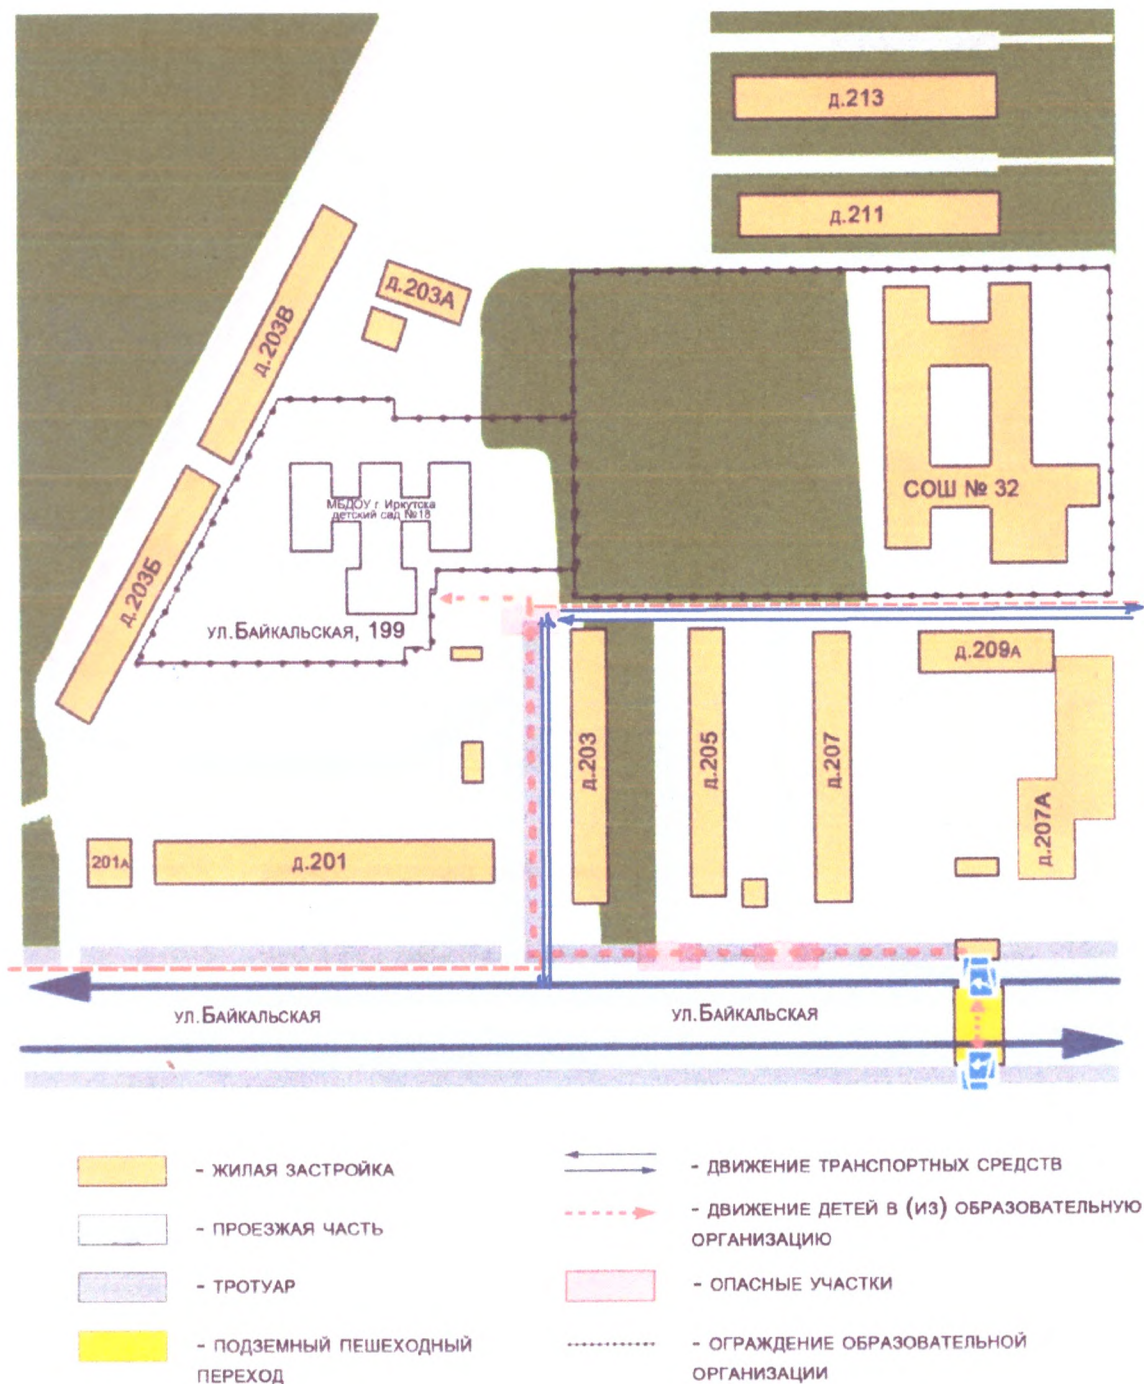 д.213
д.211
д.203А
д.203В
СОШ № 32
МБДОУ г Иркутска
детский сад №18
д.203Б
ул.Байкальская, 199
д.209А
д.203
д.205
д.207
д.207А
201А
д.201
ул.Байкальская
ул.Байкальская
- ЖИЛАЯ ЗАСТРОЙКА
- ПРОЕЗЖАЯ ЧАСТЬ
- ТРОТУАР
- ПОДЗЕМНЫЙ ПЕШЕХОДНЫЙ
ПЕРЕХОД
- ДВИЖЕНИЕ ТРАНСПОРТНЫХ СРЕДСТВ
- ДВИЖЕНИЕ ДЕТЕЙ В (ИЗ) ОБРАЗОВАТЕЛЬНУЮ
ОРГАНИЗАЦИЮ
- ОПАСНЫЕ УЧАСТКИ
- ОГРАЖДЕНИЕ ОБРАЗОВАТЕЛЬНОЙ
ОРГАНИЗАЦИИ